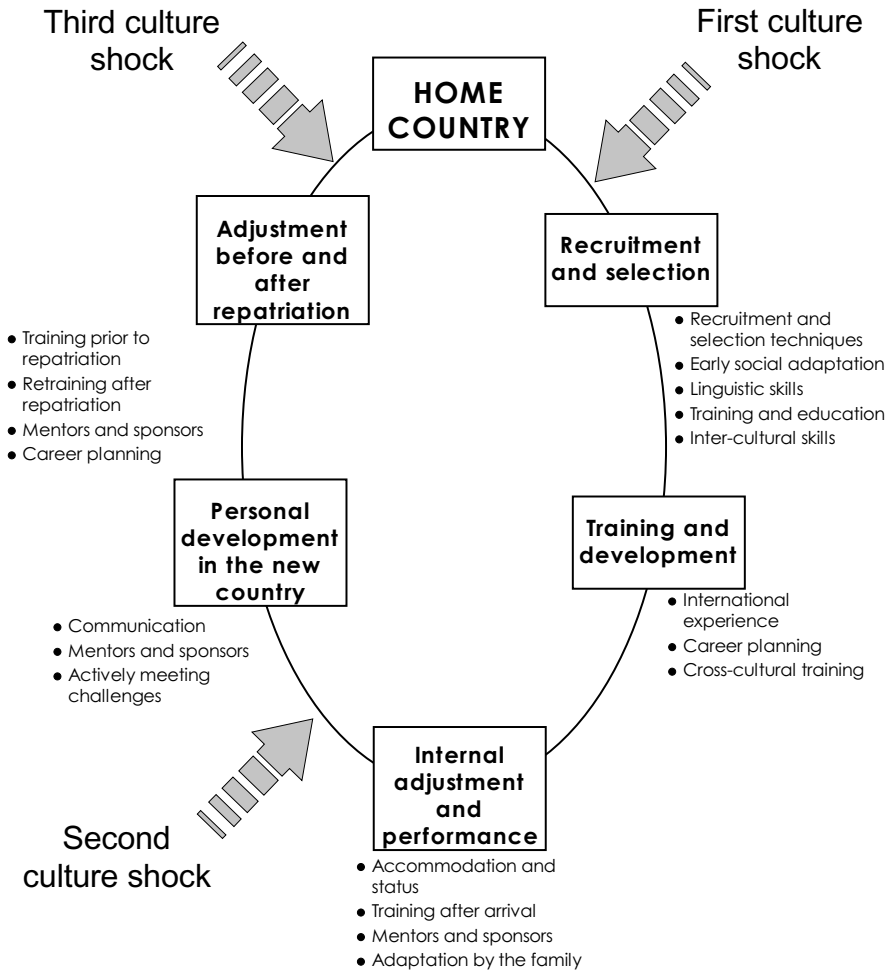 Third culture
shock
First culture
shock
HOME
COUNTRY
Adjustment
before and
after
repatriation
Recruitment
and selection
● Training prior to
repatriation
● Retraining after
repatriation
● Mentors and sponsors
● Career planning
● Recruitment and
selection techniques
● Early social adaptation
● Linguistic skills
● Training and education
● Inter-cultural skills
Personal
development
in the new
country
Training and
development
● Communication
● Mentors and sponsors
● Actively meeting
challenges
● International
experience
● Career planning
● Cross-cultural training
Internal
adjustment
and
performance
Second
culture shock
● Accommodation and
status
● Training after arrival
● Mentors and sponsors
● Adaptation by the family